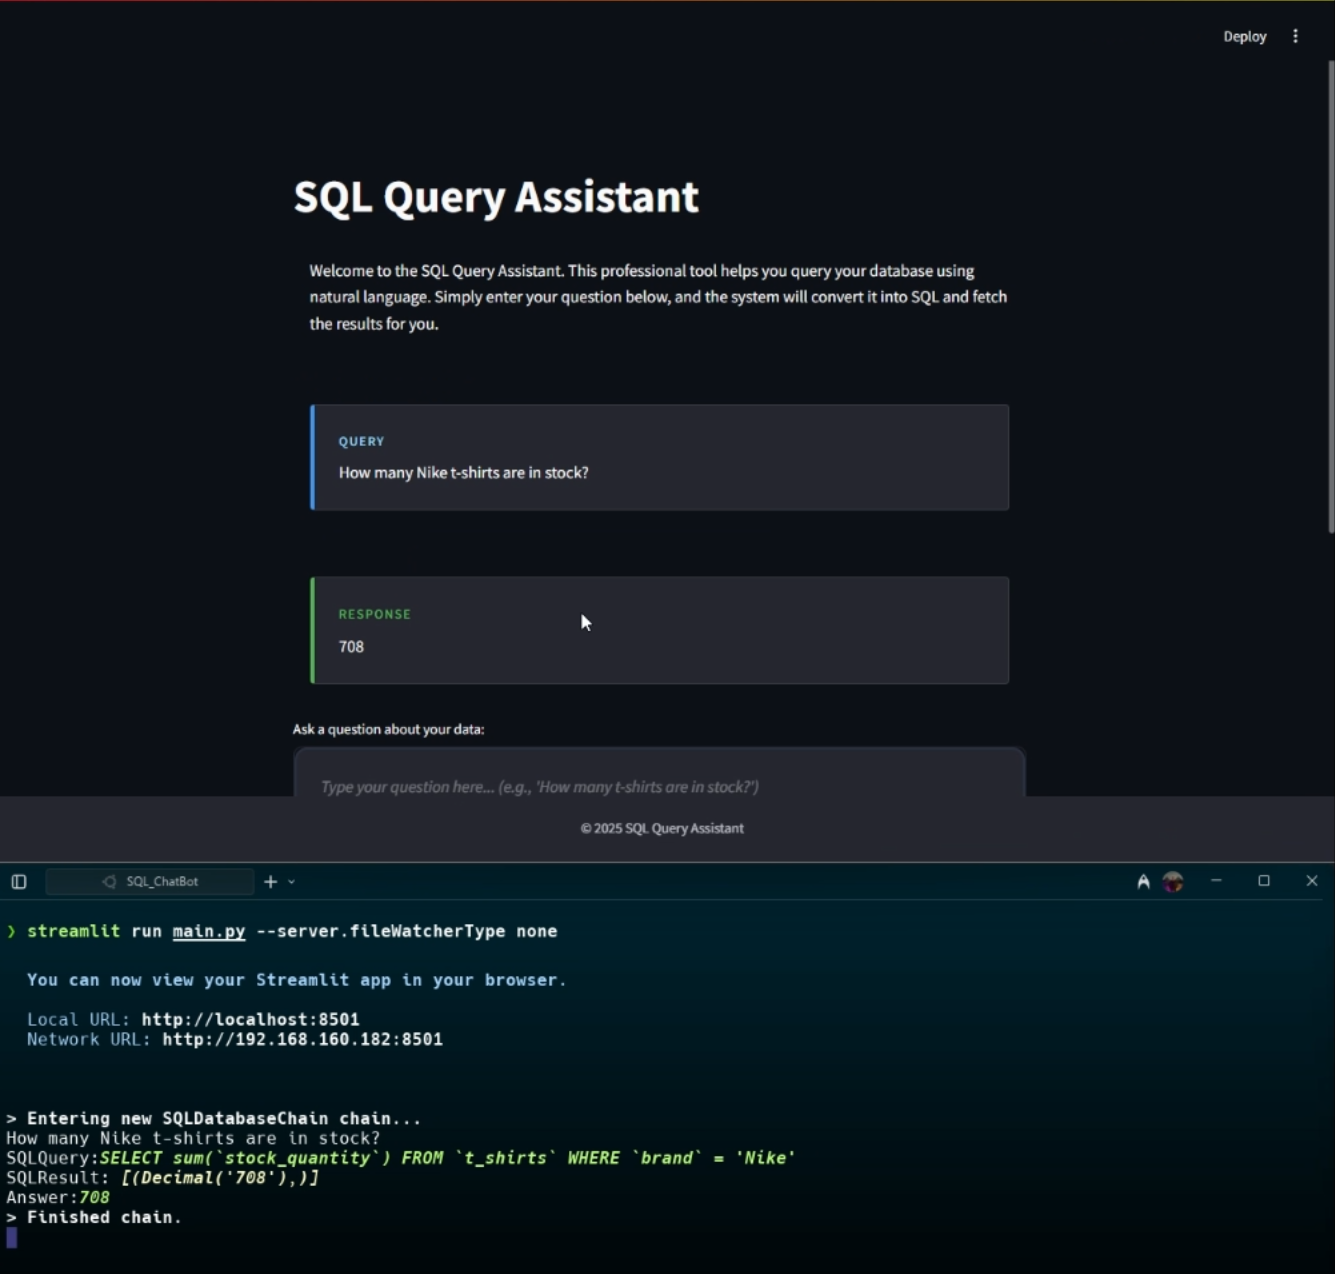 Deploy
SQL Query Assistant
Welcome to the SQL Query Assistant. This professional tool helps you query your database using
natural language. Simply enter your question below, and the system will convert it into SQL and fetch
the results for you.
QUERY
How many Nike t-shirts are in stock?
RESPONSE
708
Ask a question about your data:
Type your question here... (e.g., 'How many t-shirts are in stock?')
© 2025 SQL Query Assistant
SQL_ChatBot
❯ streamlit run main.py --server.fileWatcherType none
You can now view your Streamlit app in your browser.
Local URL: http://localhost:8501
Network URL: http://192.168.160.182:8501
> Entering new SQLDatabaseChain chain...
How many Nike t-shirts are in stock?
SQLQuery:SELECT sum(`stock_quantity`) FROM `t_shirts` WHERE `brand` = 'Nike'
SQLResult: [(Decimal('708'),)]
Answer:708
> Finished chain.